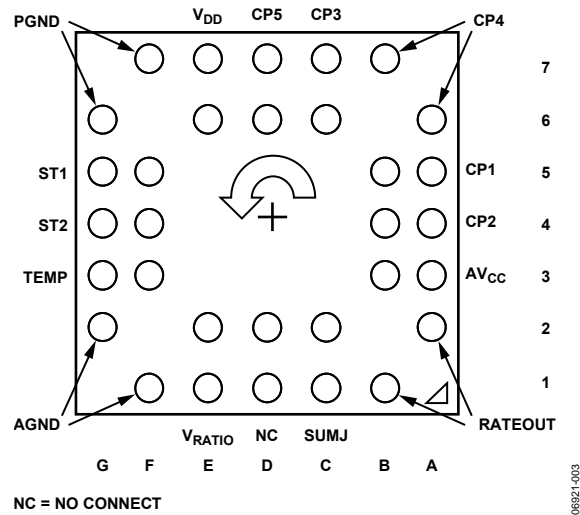 PGND VDD CP5 CP3 CP4
7
6
ST1 CP1 5
ST2 CP2 4
TEMP AVCC 3
2
1
AGND VRATIO NC SUMJ RATEOUT
G F E D C B A
NC = NO CONNECT
06921-003